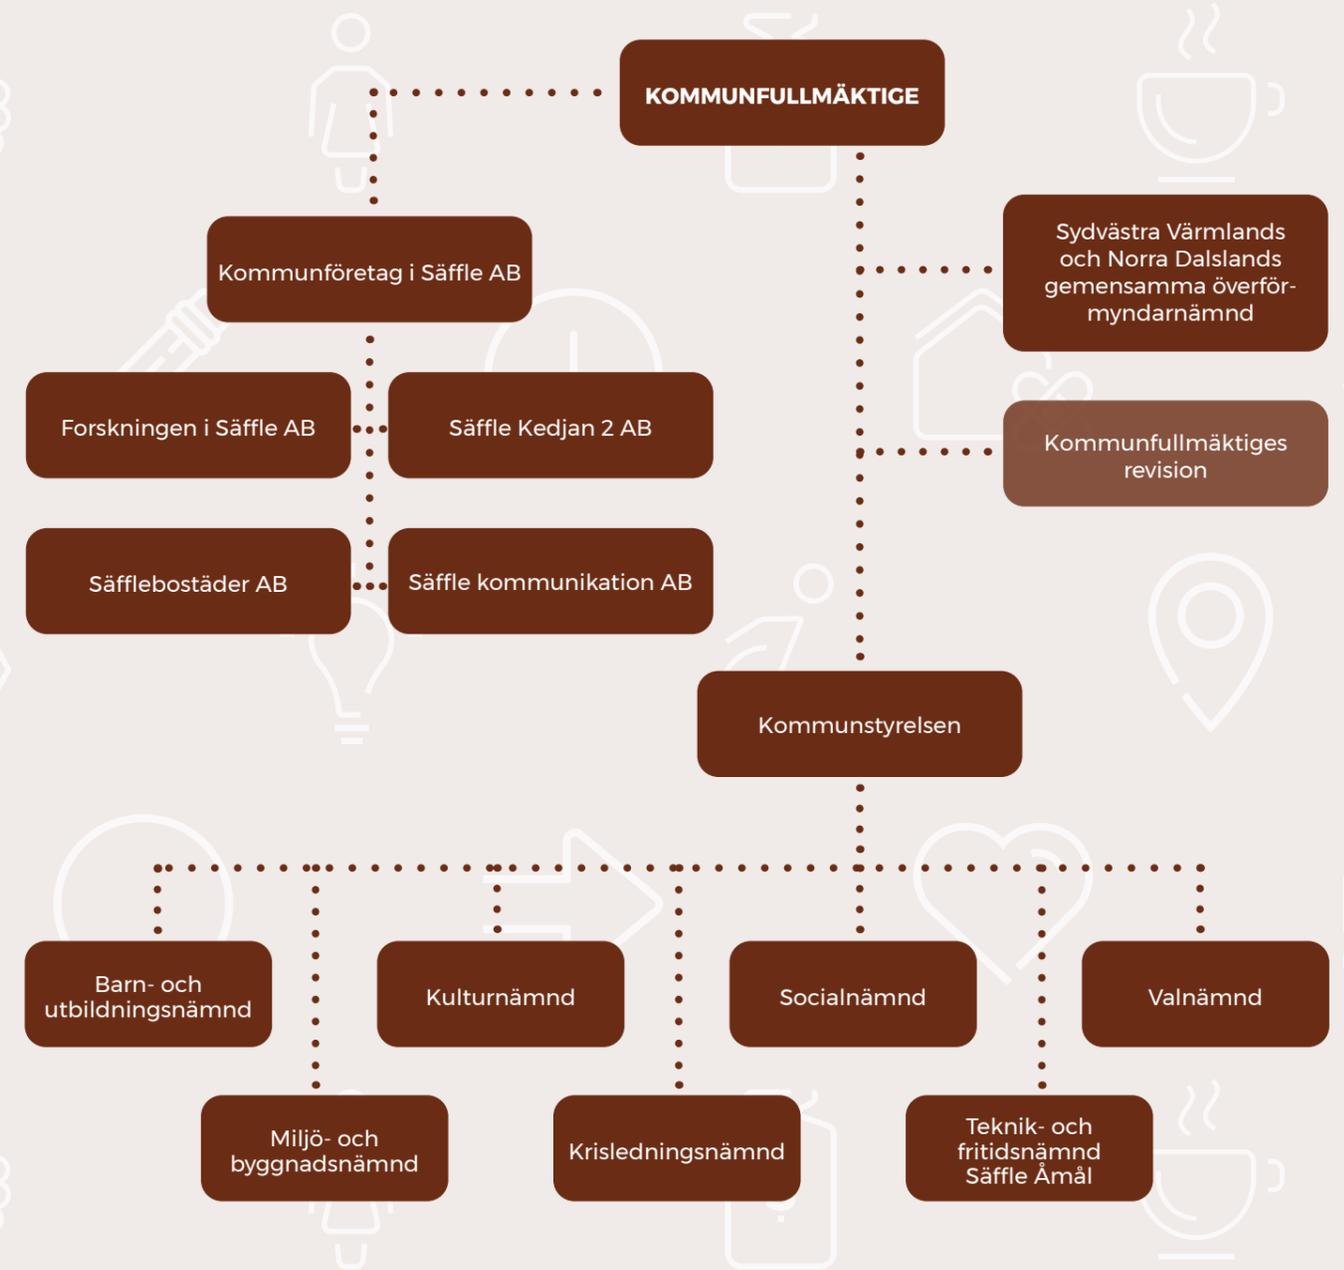 KOMMUNFULLMÄKTIGE
Kommunföretag i Säffle AB
Sydvästra Värmlands
och Norra Dalslands
gemensamma överför-
myndarnämnd
Forskningen i Säffle AB
Säffle Kedjan 2 AB
Kommunfullmäktiges
revision
Säfflebostäder AB
Säffle kommunikation AB
Kommunstyrelsen
Barn- och
utbildningsnämnd
Kulturnämnd
Socialnämnd
Valnämnd
Miljö- och
byggnadsnämnd
Krisledningsnämnd
Teknik- och
fritidsnämnd
Säffle Åmål